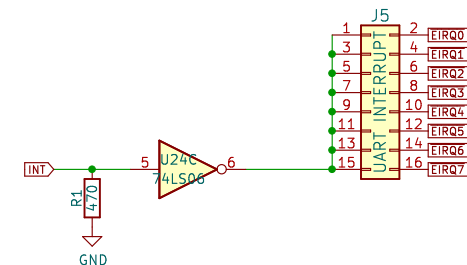 J5
1 2 EIRQ0
3 4 EIRQ1
5 6 EIRQ2
7 8 EIRQ3
9 10 EIRQ4
11 12 EIRQ5
13 14 EIRQ6
15 16 EIRQ7
UART INTERRUPT
INT
5 U24C 6
74LS06
R1
470
GND